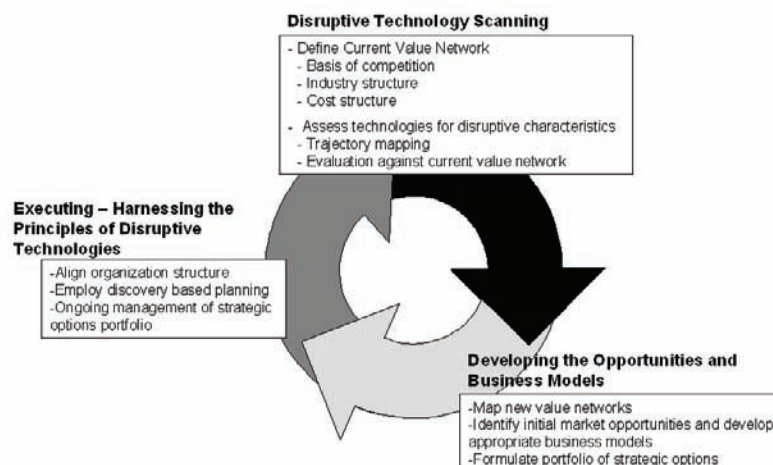 Disruptive Technology Scanning
- Define Current Value Network
- Basis of competition
- Industry structure
- Cost structure
- Assess technologies for disruptive characteristics
- Trajectory mapping
- Evaluation against current value network
Executing – Harnessing the
Principles of Disruptive
Technologies
-Align organization structure
-Employ discovery based planning
-Ongoing management of strategic
options portfolio
Developing the Opportunities and
Business Models
-Map new value networks
-Identify initial market opportunities and develop
appropriate business models
-Formulate portfolio of strategic options